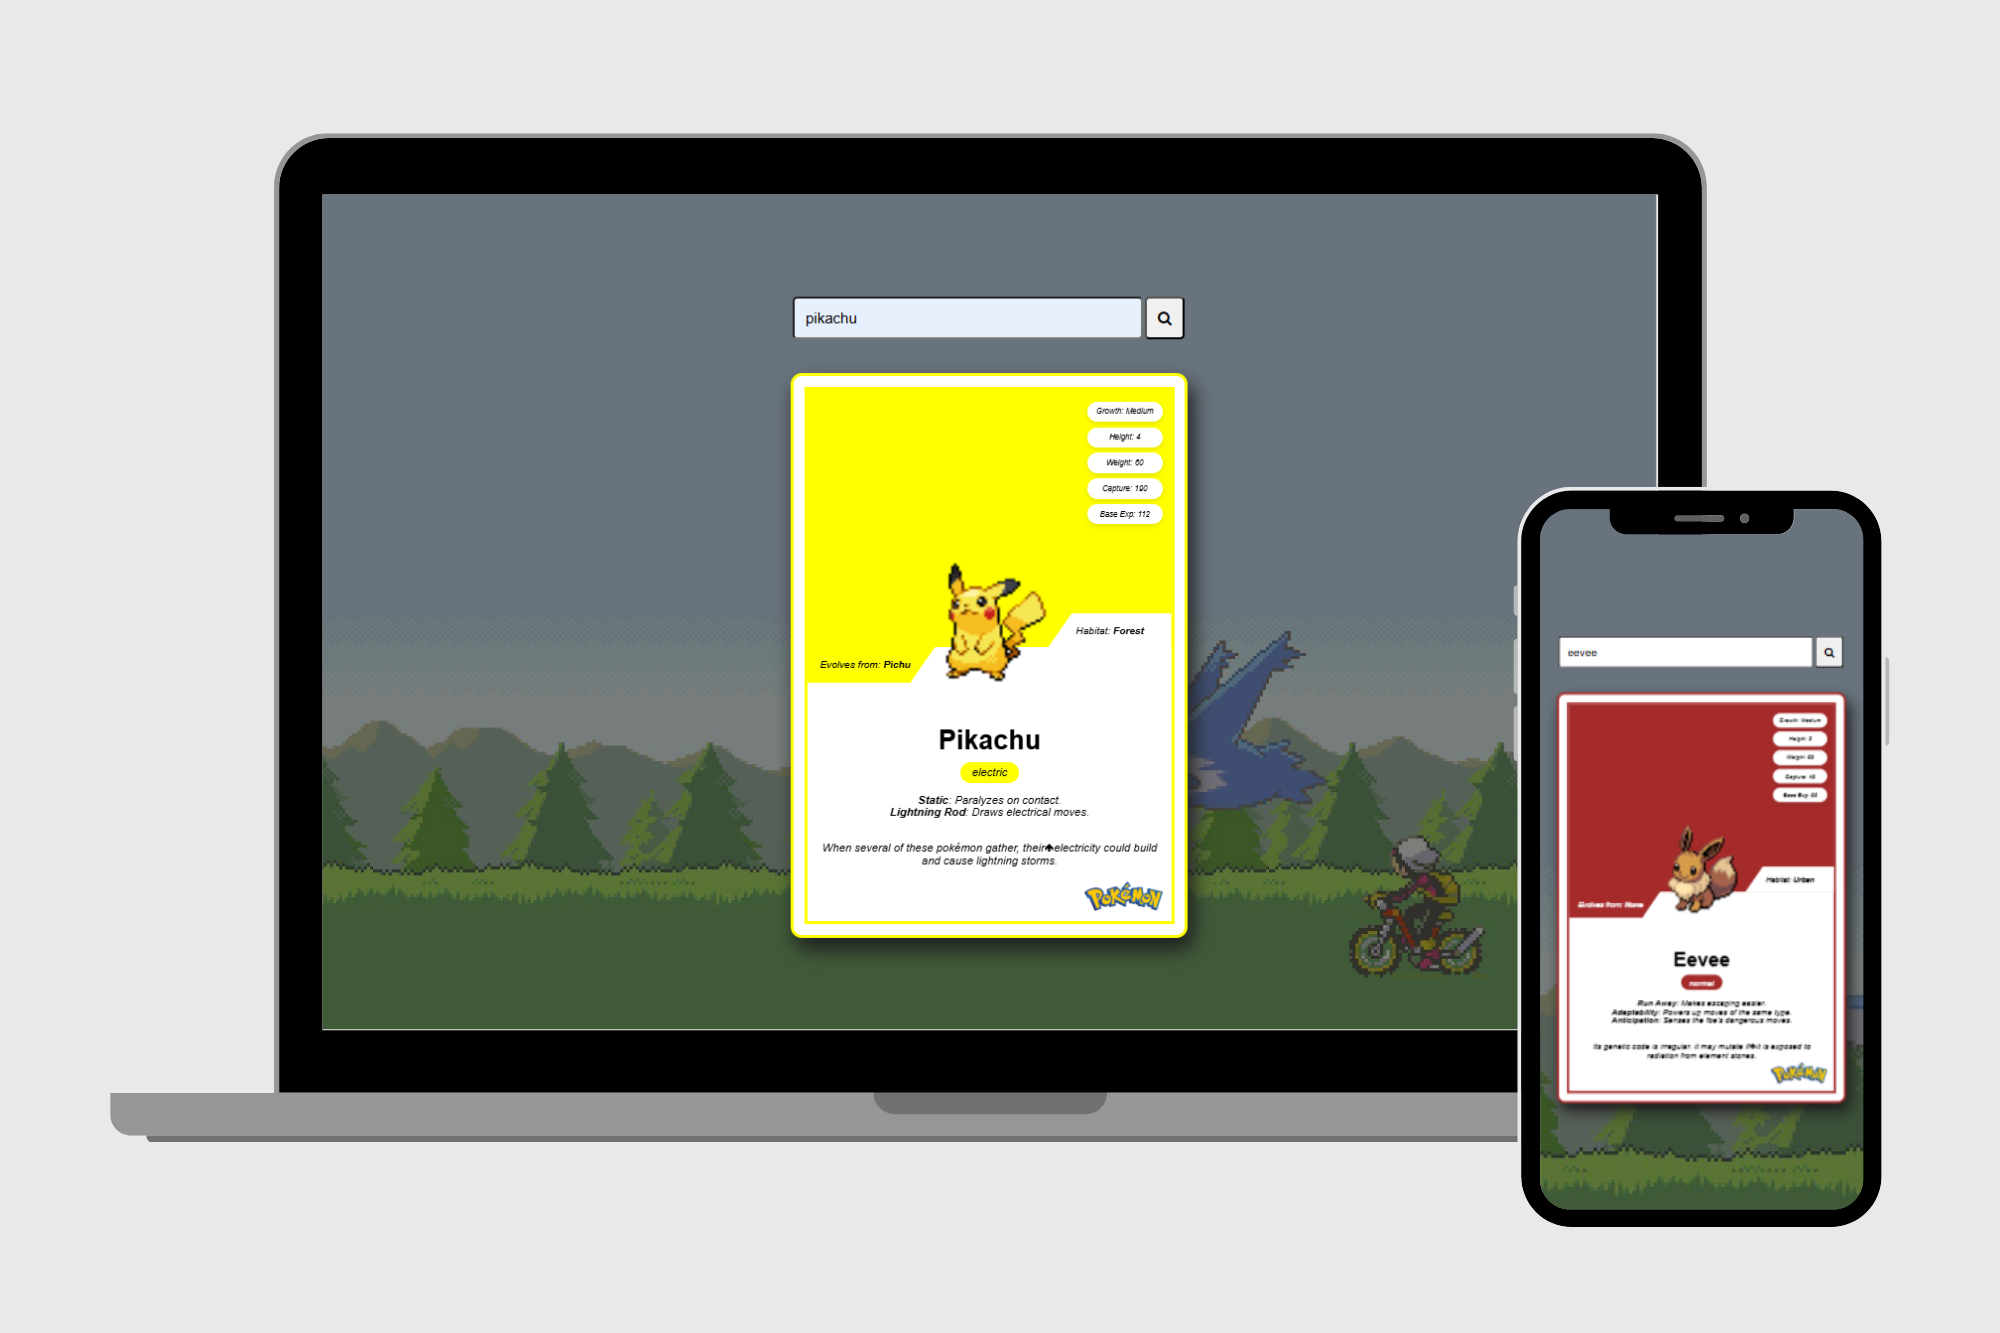 pikachu
Growth: Medium
Height: 4
Weight: 60
Capture: 190
Base Exp: 112
Habitat: Forest
Evolves from: Pichu
Pikachu
electric
Static: Paralyzes on contact.
Lightning Rod: Draws electrical moves.
When several of these pokémon gather, their electricity could build
and cause lightning storms.
POKéMON
eevee
Growth: Medium
Height: 3
Weight: 65
Capture: 45
Base Exp: 65
Habitat: Urban
Evolves from: None
Eevee
normal
Run Away: Makes escaping easier.
Adaptability: Powers up moves of the same type.
Anticipation: Senses the foe's dangerous moves.
Its genetic code is irregular. It may mutate if it is exposed to
radiation from element stones.
POKéMON